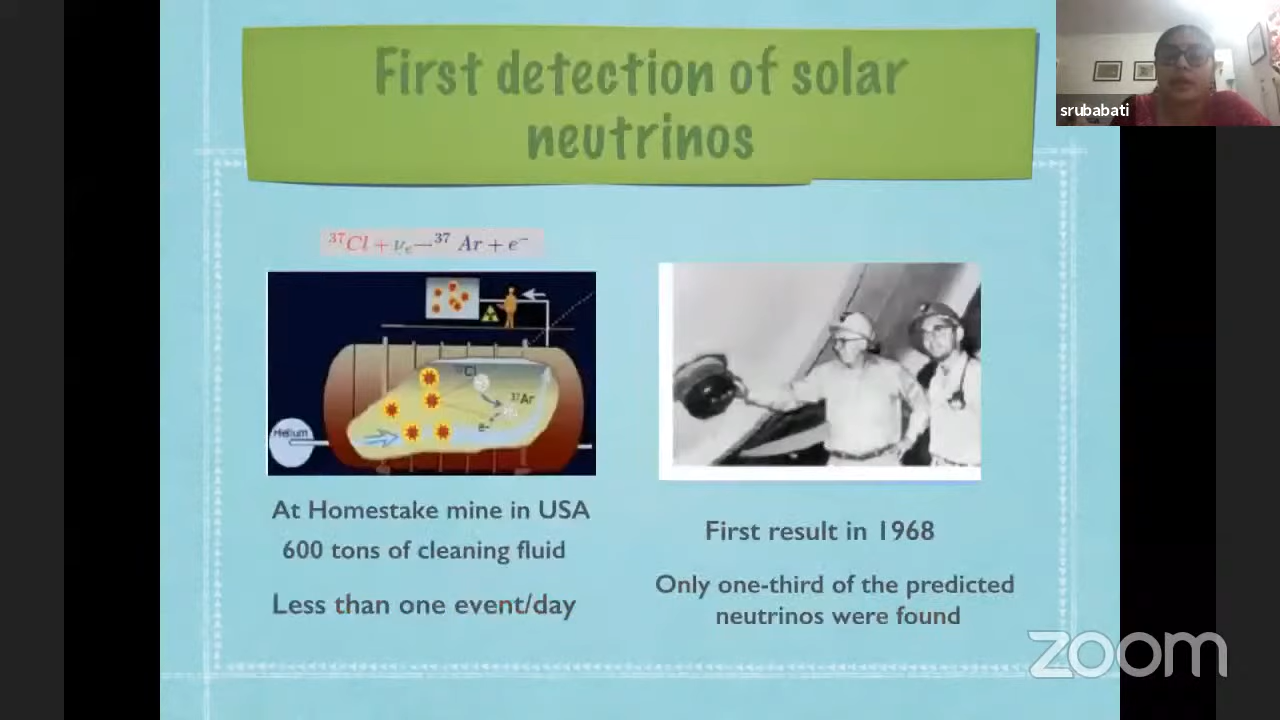 First detection of solar
neutrinos
srubabati
³⁷Cl + νₑ — ³⁷Ar + e⁻
Cl
³⁷Ar
e⁻
Helium
At Homestake mine in USA
600 tons of cleaning fluid
Less than one event/day
First result in 1968
Only one-third of the predicted
neutrinos were found
zoom